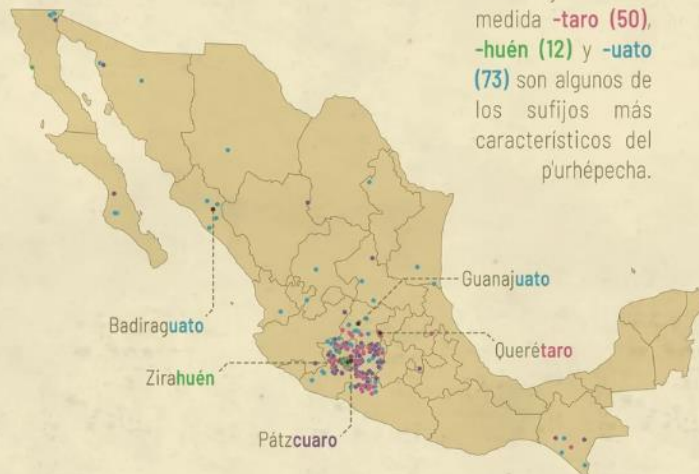 medida -taro (50),
-huén (12) y -uato
(73) son algunos de
los sufijos más
característicos del
p'urhépecha.
Guanajuato
Badiraguato
Querétaro
Zirahuén
Pátzcuaro